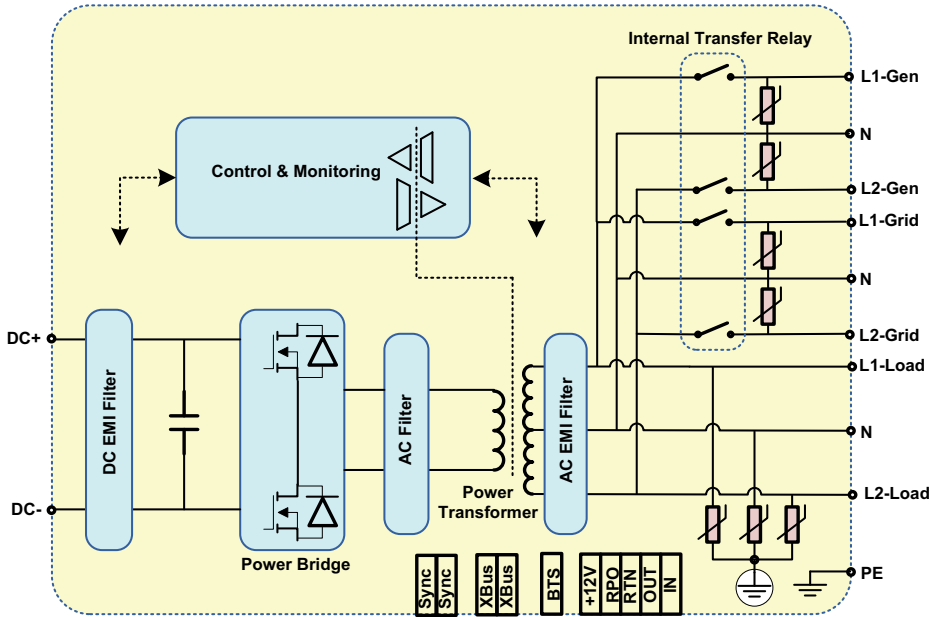 Internal Transfer Relay
L1-Gen
N
L2-Gen
Control & Monitoring
L1-Grid
N
L2-Grid
DC+
L1-Load
DC EMI Filter
AC Filter
AC EMI Filter
N
Power
Transformer
L2-Load
DC-
Power Bridge
PE
Sync
Sync
XBus
XBus
BTS
+12V
RPO
RTN
OUT
IN